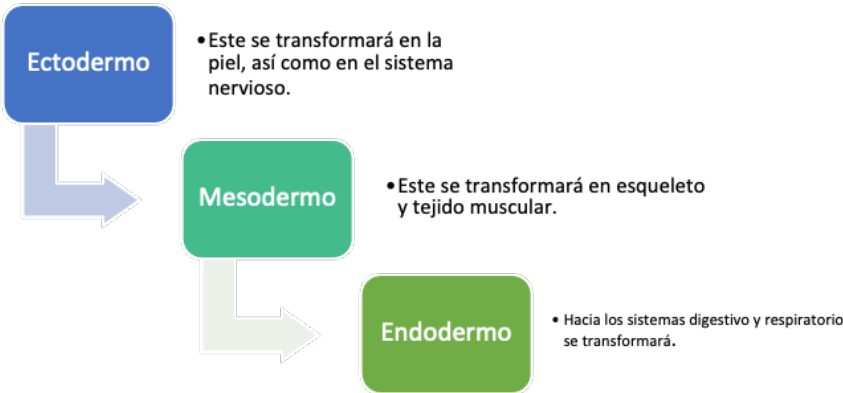 Ectodermo
•Este se transformará en la
piel, así como en el sistema
nervioso.
Mesodermo
•Este se transformará en esqueleto
y tejido muscular.
Endodermo
• Hacia los sistemas digestivo y respiratorio
se transformará.